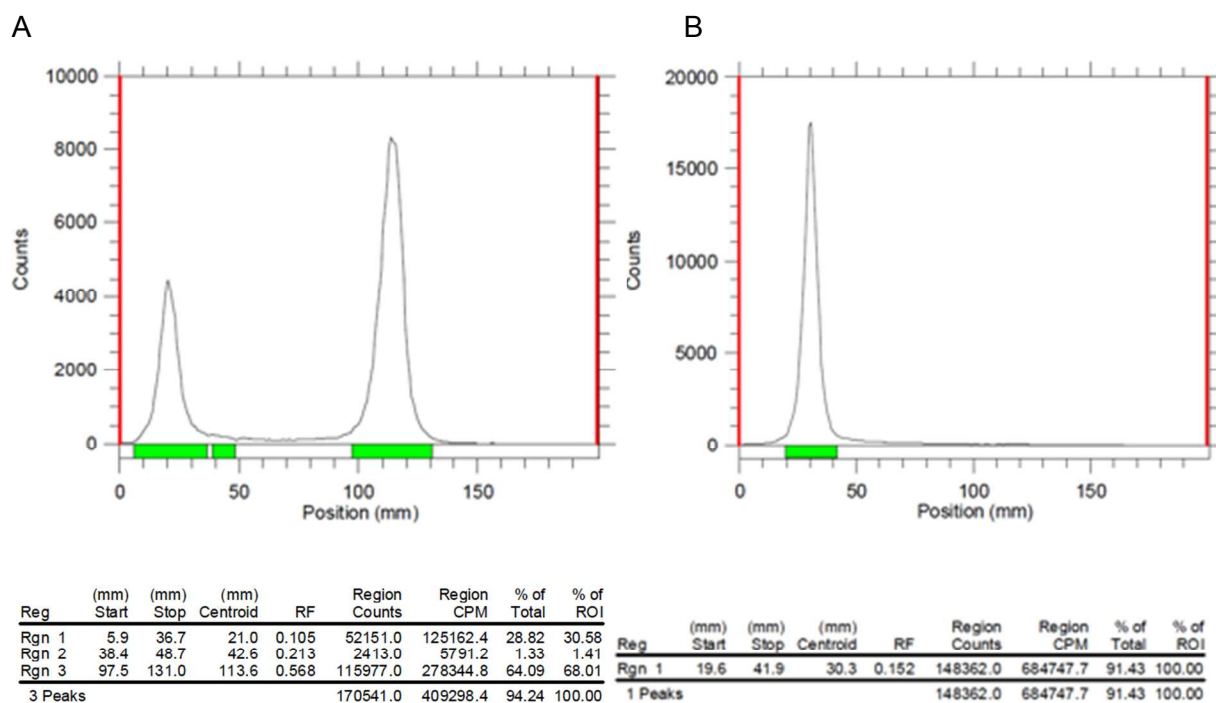 A
10000
8000
6000
4000
2000
0
Counts
0 50 100 150
Position (mm)
B
20000
15000
10000
5000
0
Counts
0 50 100 150
Position (mm)
(mm) (mm) (mm) Region Region % of % of
Reg Start Stop Centroid RF Counts CPM Total ROI
Rgn 1 5.9 36.7 21.0 0.105 52151.0 125162.4 28.82 30.58
Rgn 2 38.4 48.7 42.6 0.213 2413.0 5791.2 1.33 1.41
Rgn 3 97.5 131.0 113.6 0.568 115977.0 278344.8 64.09 68.01
3 Peaks 170541.0 409298.4 94.24 100.00
(mm) (mm) (mm) Region Region % of % of
Reg Start Stop Centroid RF Counts CPM Total ROI
Rgn 1 19.6 41.9 30.3 0.152 148362.0 684747.7 91.43 100.00
1 Peaks 148362.0 684747.7 91.43 100.00